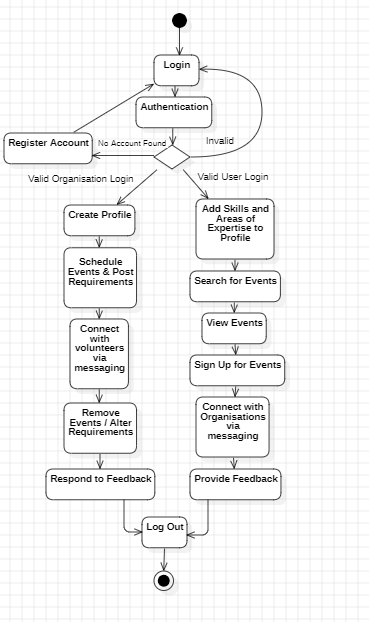 Login
Authentication
Register Account
No Account Found
Invalid
Valid Organisation Login
Valid User Login
Create Profile
Add Skills and
Areas of
Expertise to
Profile
Schedule
Events & Post
Requirements
Search for Events
View Events
Connect
with
volunteers
via
messaging
Sign Up for Events
Remove
Events / Alter
Requirements
Connect with
Organisations
via
messaging
Respond to Feedback
Provide Feedback
Log Out